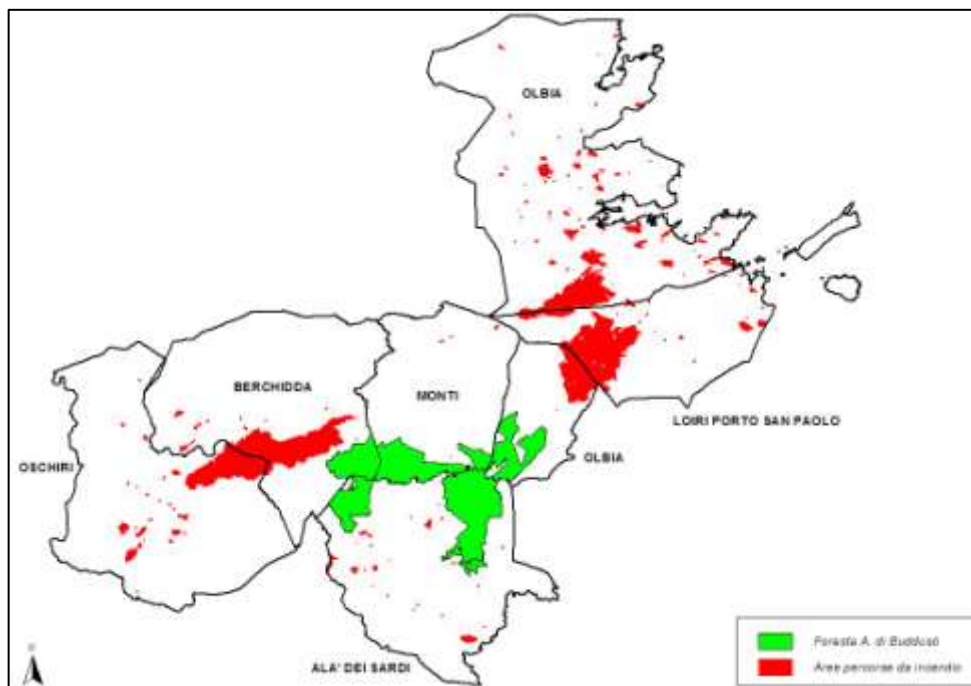 OLBIA
BERCHIDDA
MONTI
LOIRI PORTO SAN PAOLO
OSCHIRI
OLBIA
ALA' DEI SARDI
Foresta A. di Buddusò
Aree percorse da incendio